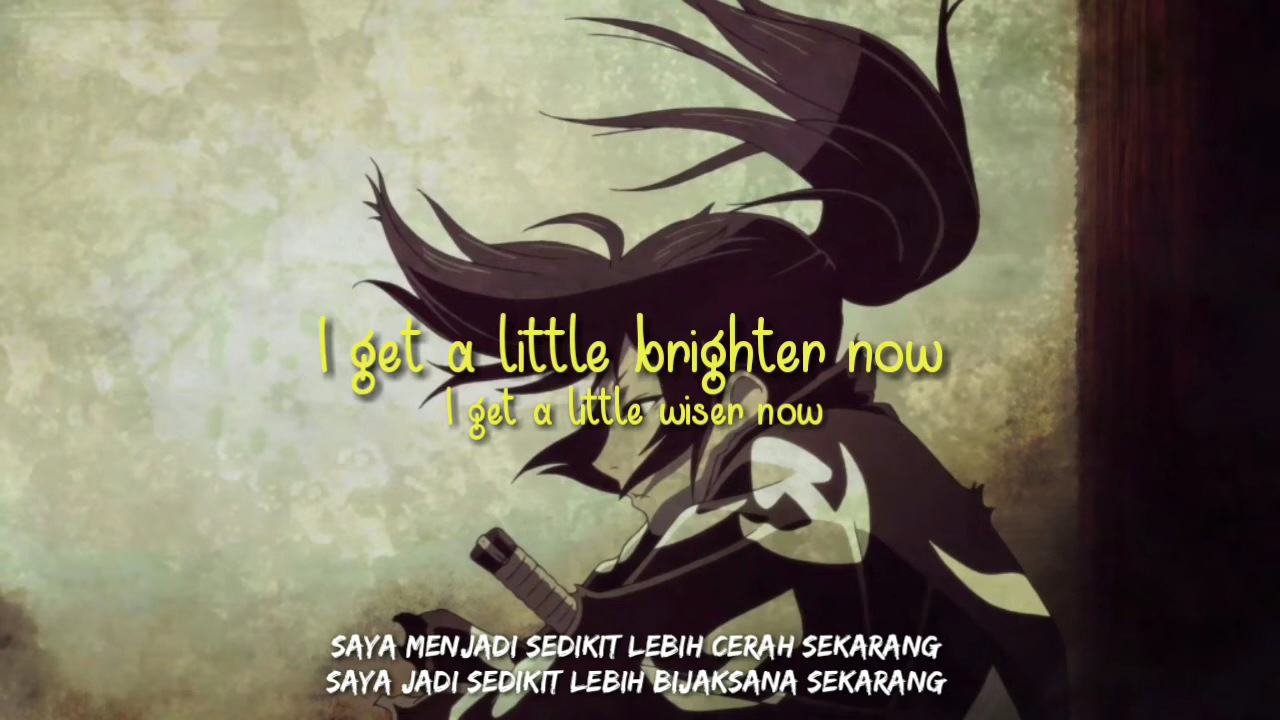 I get a little brighter now
I get a little wiser now
SAYA MENJADI SEDIKIT LEBIH CERAH SEKARANG
SAYA JADI SEDIKIT LEBIH BIJAKSANA SEKARANG